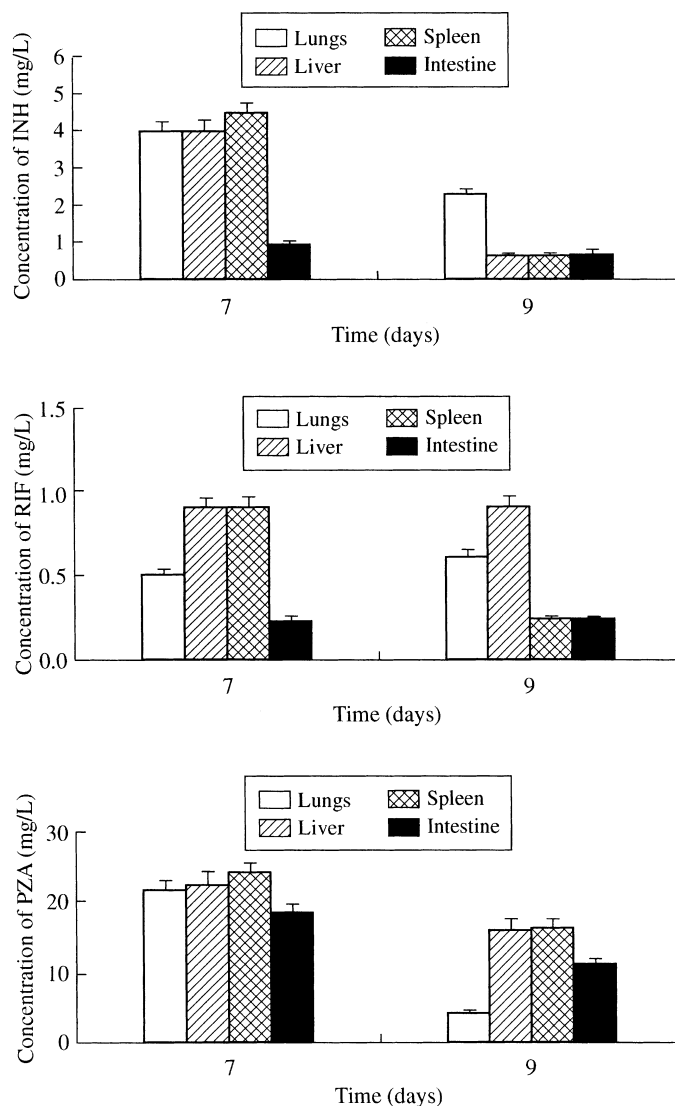 Lungs Spleen
Liver Intestine
Concentration of INH (mg/L)
6
5
4
3
2
1
0
7 9
Time (days)
Lungs Spleen
Liver Intestine
Concentration of RIF (mg/L)
1.5
1.0
0.5
0.0
7 9
Time (days)
Lungs Spleen
Liver Intestine
Concentration of PZA (mg/L)
30
20
10
0
7 9
Time (days)